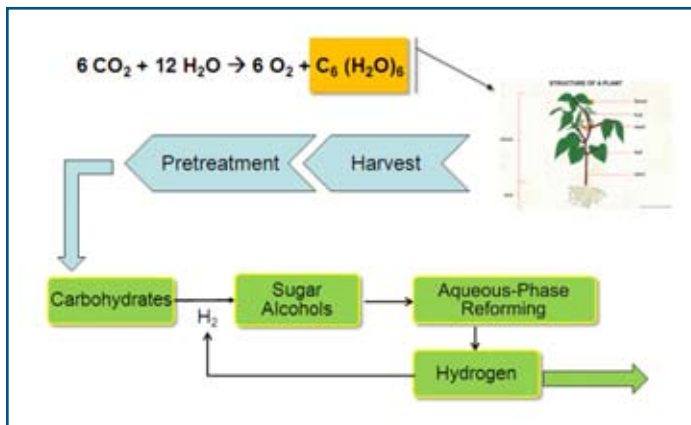 6 CO₂ + 12 H₂O → 6 O₂ + C₆ (H₂O)₆
STRUCTURE OF A PLANT
Pretreatment
Harvest
Carbohydrates
H₂
Sugar
Alcohols
Aqueous-Phase
Reforming
Hydrogen